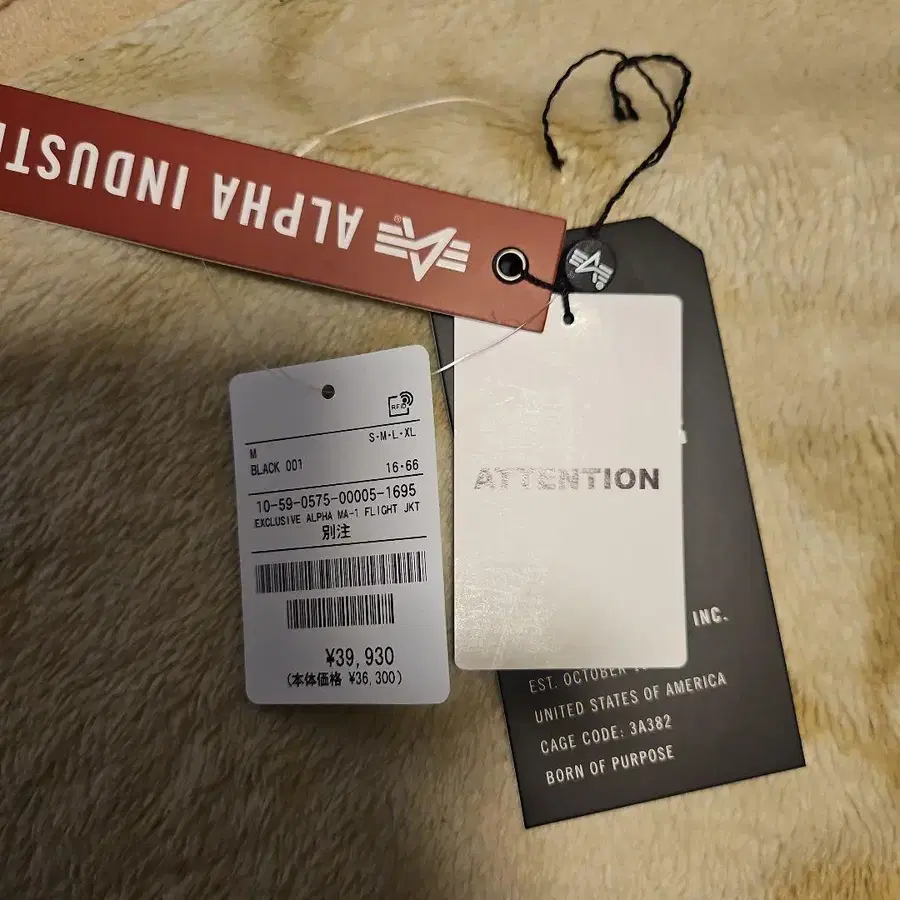 ALPHA INDUST
®
RFID
S·M·L·XL
M
BLACK 001
16·66
10-59-0575-00005-1695
EXCLUSIVE ALPHA MA-1 FLIGHT JKT
別注
¥39,930
(本体価格 ¥36,300)
ATTENTION
INC.
EST. OCTOBER
UNITED STATES OF AMERICA
CAGE CODE: 3A382
BORN OF PURPOSE